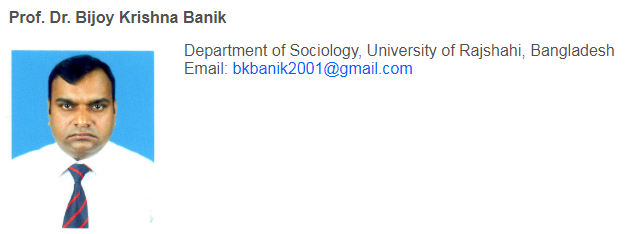 Prof. Dr. Bijoy Krishna Banik
Department of Sociology, University of Rajshahi, Bangladesh
Email: bkbanik2001@gmail.com